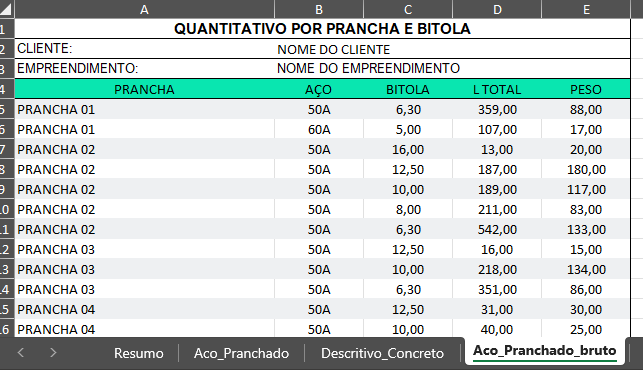 A B C D E
1 QUANTITATIVO POR PRANCHA E BITOLA
2 CLIENTE: NOME DO CLIENTE
3 EMPREENDIMENTO: NOME DO EMPREENDIMENTO
4 PRANCHA AÇO BITOLA L TOTAL PESO
5 PRANCHA 01 50A 6,30 359,00 88,00
6 PRANCHA 01 60A 5,00 107,00 17,00
7 PRANCHA 02 50A 16,00 13,00 20,00
8 PRANCHA 02 50A 12,50 187,00 180,00
9 PRANCHA 02 50A 10,00 189,00 117,00
10 PRANCHA 02 50A 8,00 211,00 83,00
11 PRANCHA 02 50A 6,30 542,00 133,00
12 PRANCHA 03 50A 12,50 16,00 15,00
13 PRANCHA 03 50A 10,00 218,00 134,00
14 PRANCHA 03 50A 6,30 351,00 86,00
15 PRANCHA 04 50A 12,50 31,00 30,00
16 PRANCHA 04 50A 10,00 40,00 25,00
Resumo Aco_Pranchado Descritivo_Concreto Aco_Pranchado_bruto